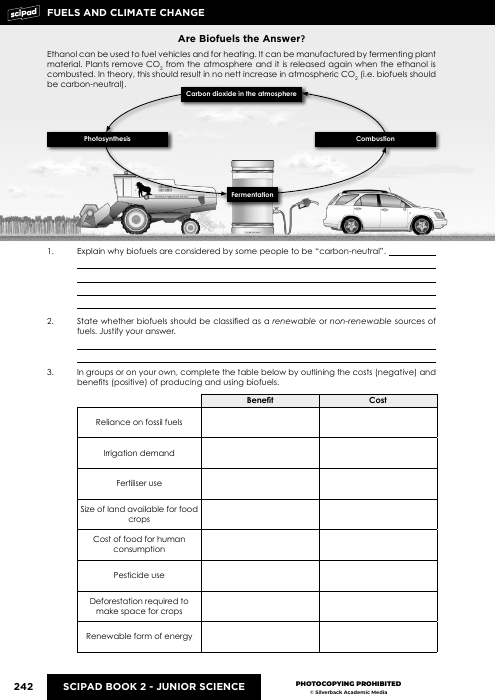 scipad
FUELS AND CLIMATE CHANGE
Are Biofuels the Answer?
Ethanol can be used to fuel vehicles and for heating. It can be manufactured by fermenting plant
material. Plants remove CO2 from the atmosphere and it is released again when the ethanol is
combusted. In theory, this should result in no nett increase in atmospheric CO2 (i.e. biofuels should
be carbon-neutral).
Carbon dioxide in the atmosphere
Photosynthesis
Combustion
Fermentation
1. Explain why biofuels are considered by some people to be “carbon-neutral”.
2. State whether biofuels should be classified as a renewable or non-renewable sources of
fuels. Justify your answer.
3. In groups or on your own, complete the table below by outlining the costs (negative) and
benefits (positive) of producing and using biofuels.
Benefit Cost
Reliance on fossil fuels
Irrigation demand
Fertiliser use
Size of land available for food
crops
Cost of food for human
consumption
Pesticide use
Deforestation required to
make space for crops
Renewable form of energy
242 SCIPAD BOOK 2 - JUNIOR SCIENCE
PHOTOCOPYING PROHIBITED
© Silverback Academic Media